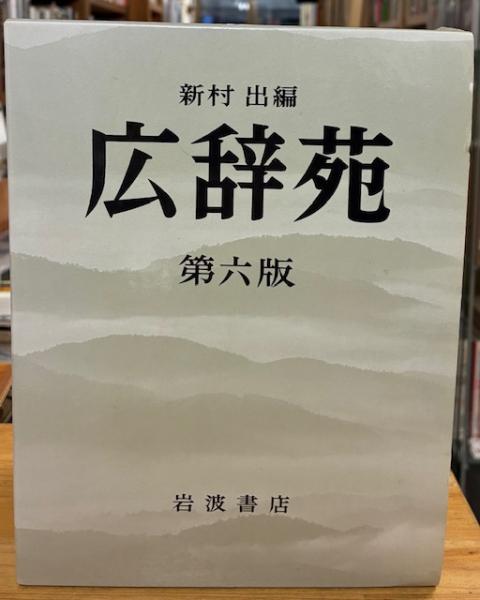 新村 出編
広辞苑
第六版
岩波書店